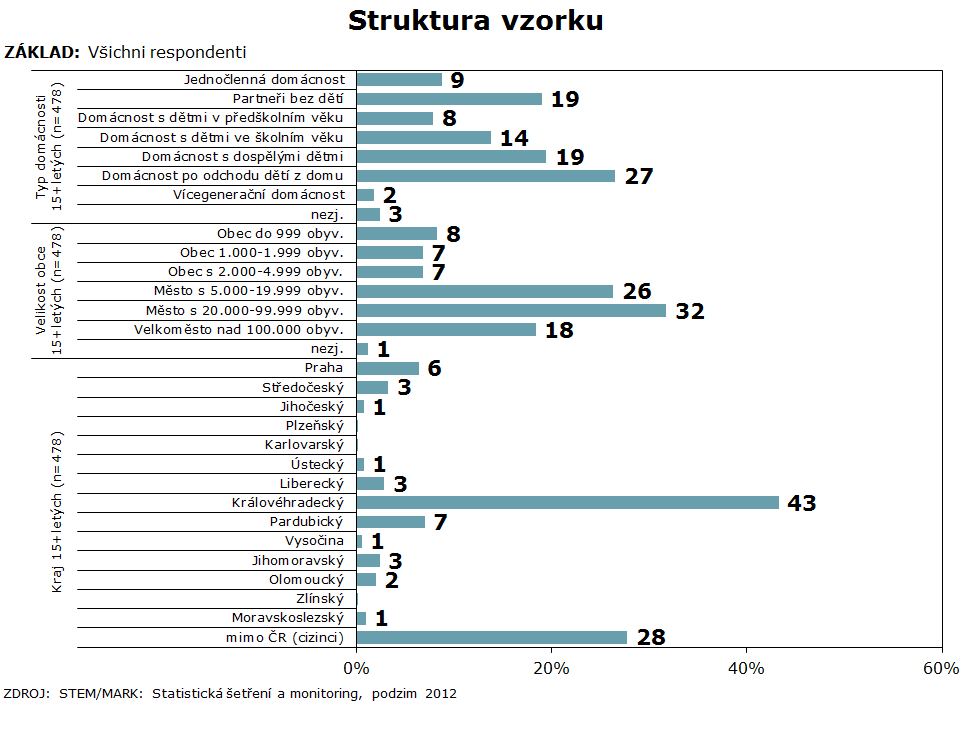 Struktura vzorku
ZÁKLAD: Všichni respondenti
Typ domácnosti
15+letých (n=478)
Jednočlenná domácnost 9
Partneři bez dětí 19
Domácnost s dětmi v předškolním věku 8
Domácnost s dětmi ve školním věku 14
Domácnost s dospělými dětmi 19
Domácnost po odchodu dětí z domu 27
Vícegenerační domácnost 2
nezj. 3
Velikost obce
15+letých (n=478)
Obec do 999 obyv. 8
Obec 1.000-1.999 obyv. 7
Obec s 2.000-4.999 obyv. 7
Město s 5.000-19.999 obyv. 26
Město s 20.000-99.999 obyv. 32
Velkoměsto nad 100.000 obyv. 18
nezj. 1
Kraj 15+letých (n=478)
Praha 6
Středočeský 3
Jihočeský 1
Plzeňský
Karlovarský
Ústecký 1
Liberecký 3
Královéhradecký 43
Pardubický 7
Vysočina 1
Jihomoravský 3
Olomoucký 2
Zlínský
Moravskoslezský 1
mimo ČR (cizinci) 28
0% 20% 40% 60%
ZDROJ: STEM/MARK: Statistická šetření a monitoring, podzim 2012